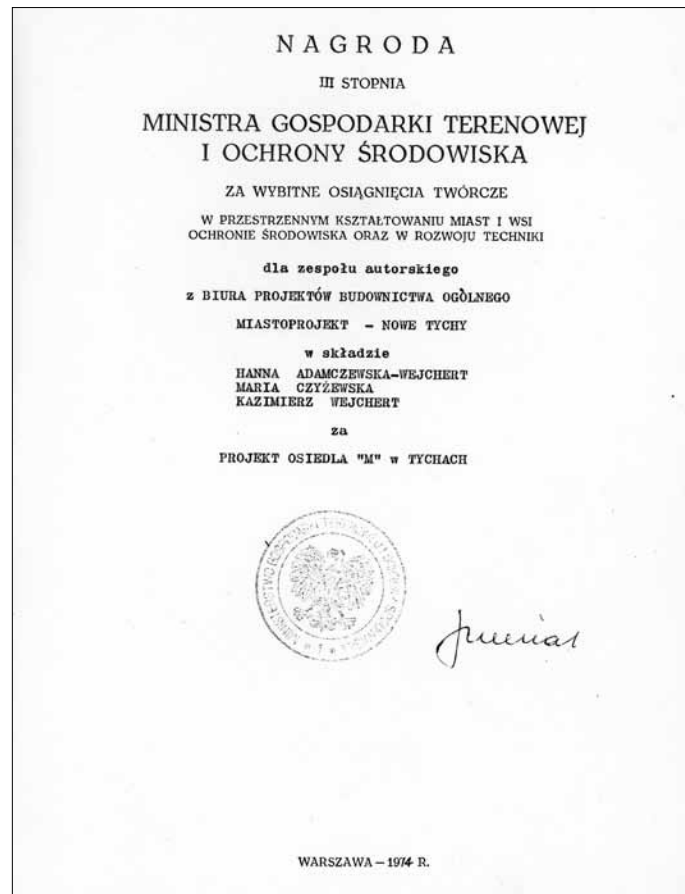 NAGRODA
III STOPNIA
MINISTRA GOSPODARKI TERENOWEJ
I OCHRONY ŚRODOWISKA
ZA WYBITNE OSIĄGNIĘCIA TWÓRCZE
W PRZESTRZENNYM KSZTAŁTOWANIU MIAST I WSI
OCHRONIE ŚRODOWISKA ORAZ W ROZWOJU TECHNIKI
dla zespołu autorskiego
z BIURA PROJEKTÓW BUDOWNICTWA OGÓLNEGO
MIASTOPROJEKT – NOWE TYCHY
w składzie
HANNA ADAMCZEWSKA-WEJCHERT
MARIA CZYŻEWSKA
KAZIMIERZ WEJCHERT
za
PROJEKT OSIEDLA "M" w TYCHACH
WARSZAWA – 1974 R.